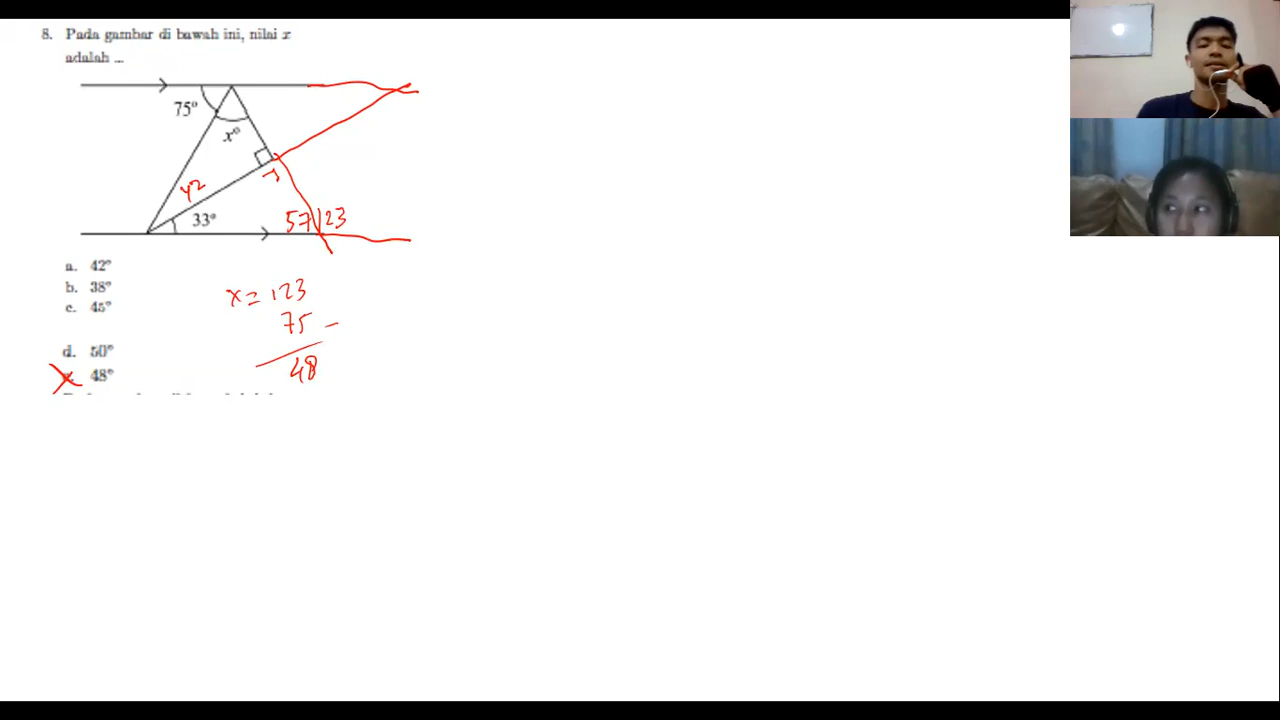 8. Pada gambar di bawah ini, nilai x
adalah ...
75°
x°
42
33°
57 123
a. 42°
b. 38°
c. 45°
d. 50°
48°
x = 123
75 -
48